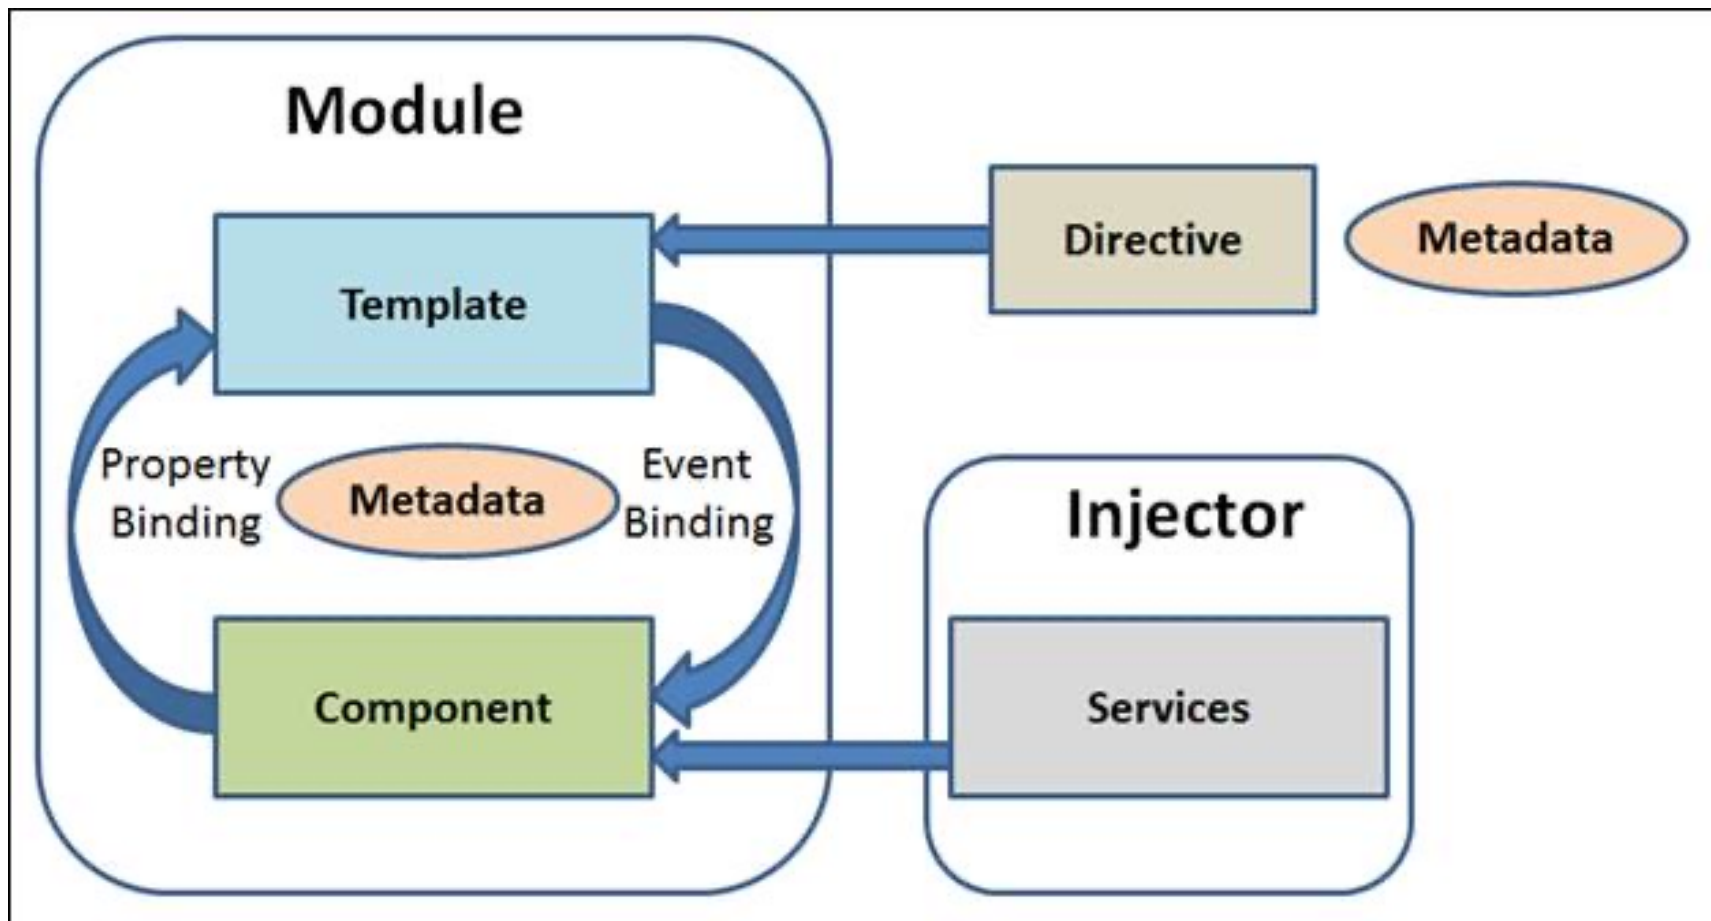 Module
Template
Directive
Metadata
Property
Binding
Metadata
Event
Binding
Injector
Component
Services